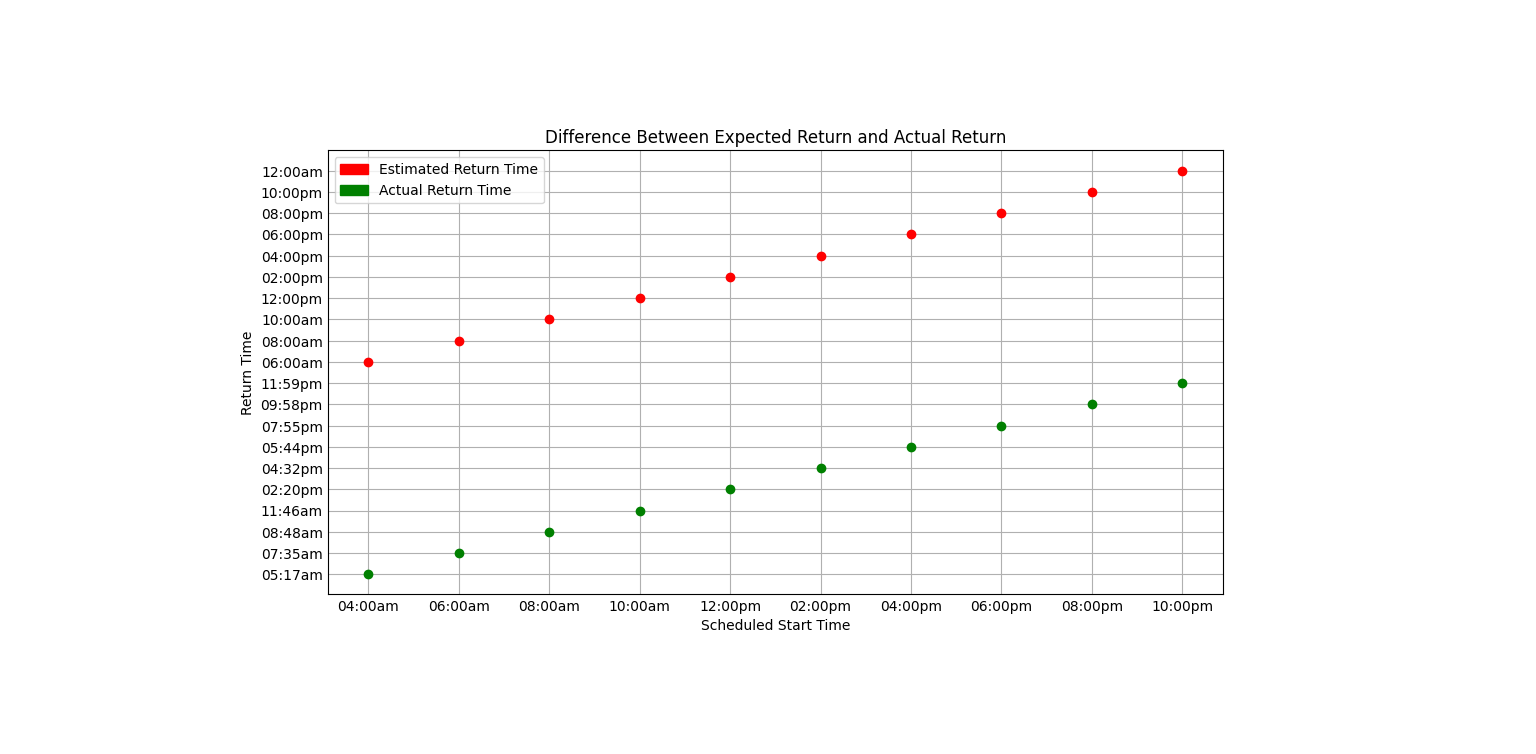 Difference Between Expected Return and Actual Return
Estimated Return Time
Actual Return Time
Return Time
12:00am
10:00pm
08:00pm
06:00pm
04:00pm
02:00pm
12:00pm
10:00am
08:00am
06:00am
11:59pm
09:58pm
07:55pm
05:44pm
04:32pm
02:20pm
11:46am
08:48am
07:35am
05:17am
04:00am 06:00am 08:00am 10:00am 12:00pm 02:00pm 04:00pm 06:00pm 08:00pm 10:00pm
Scheduled Start Time